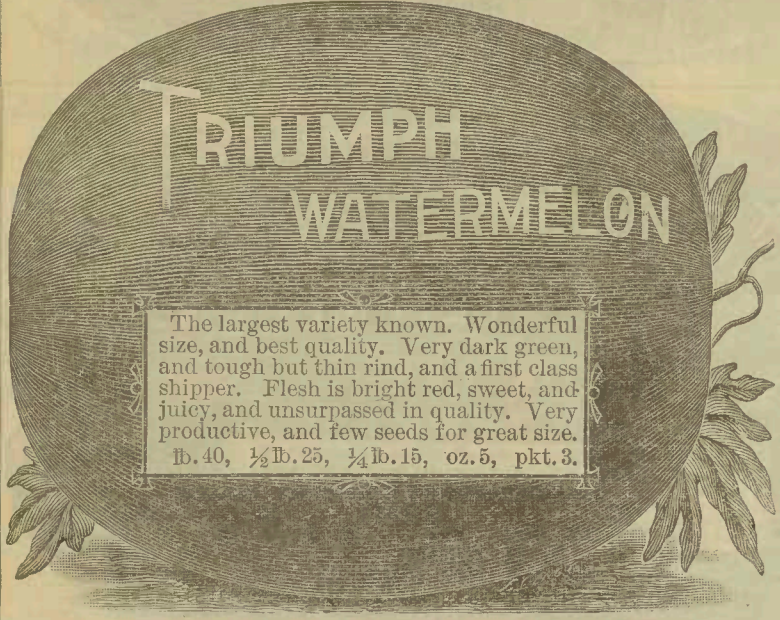 TRIUMPH
WATERMELON
The largest variety known. Wonderful
size, and best quality. Very dark green,
and tough but thin rind, and a first class
shipper. Flesh is bright red, sweet, and
juicy, and unsurpassed in quality. Very
productive, and few seeds for great size.
lb. 40, ½ lb. 25, ¼ lb. 15, oz. 5, pkt. 3.